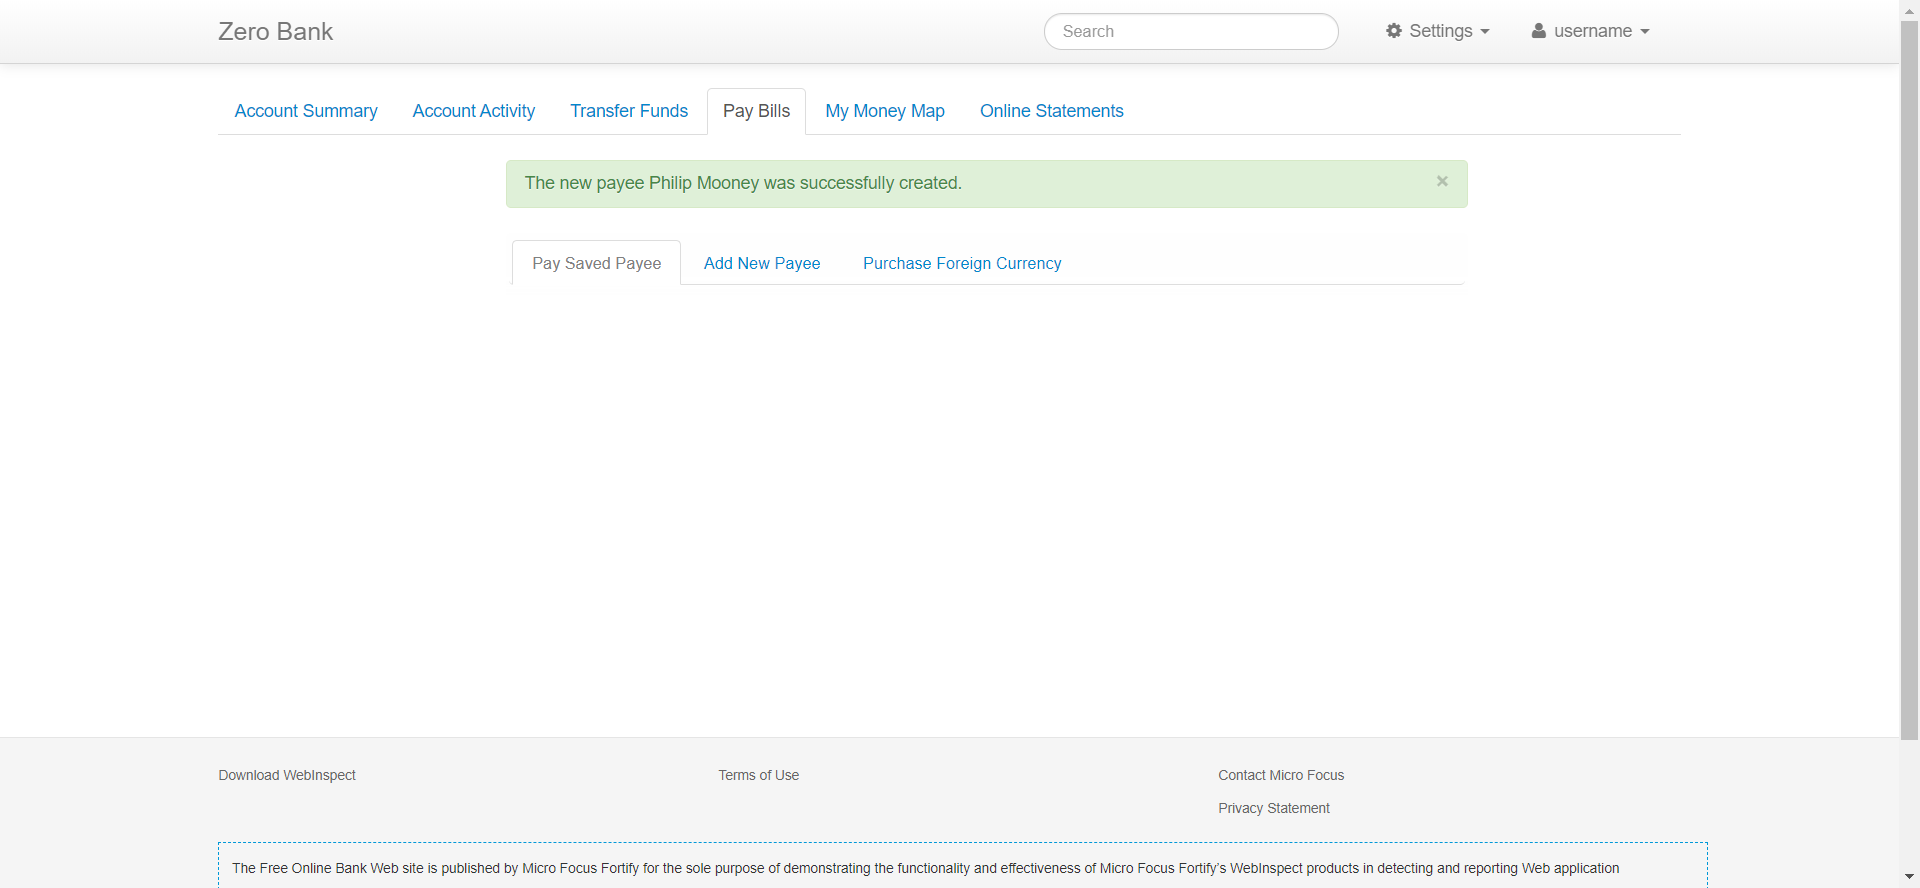 Zero Bank
Search
Settings
username
Account Summary
Account Activity
Transfer Funds
Pay Bills
My Money Map
Online Statements
The new payee Philip Mooney was successfully created.
×
Pay Saved Payee
Add New Payee
Purchase Foreign Currency
Download WebInspect
Terms of Use
Contact Micro Focus
Privacy Statement
The Free Online Bank Web site is published by Micro Focus Fortify for the sole purpose of demonstrating the functionality and effectiveness of Micro Focus Fortify's WebInspect products in detecting and reporting Web application